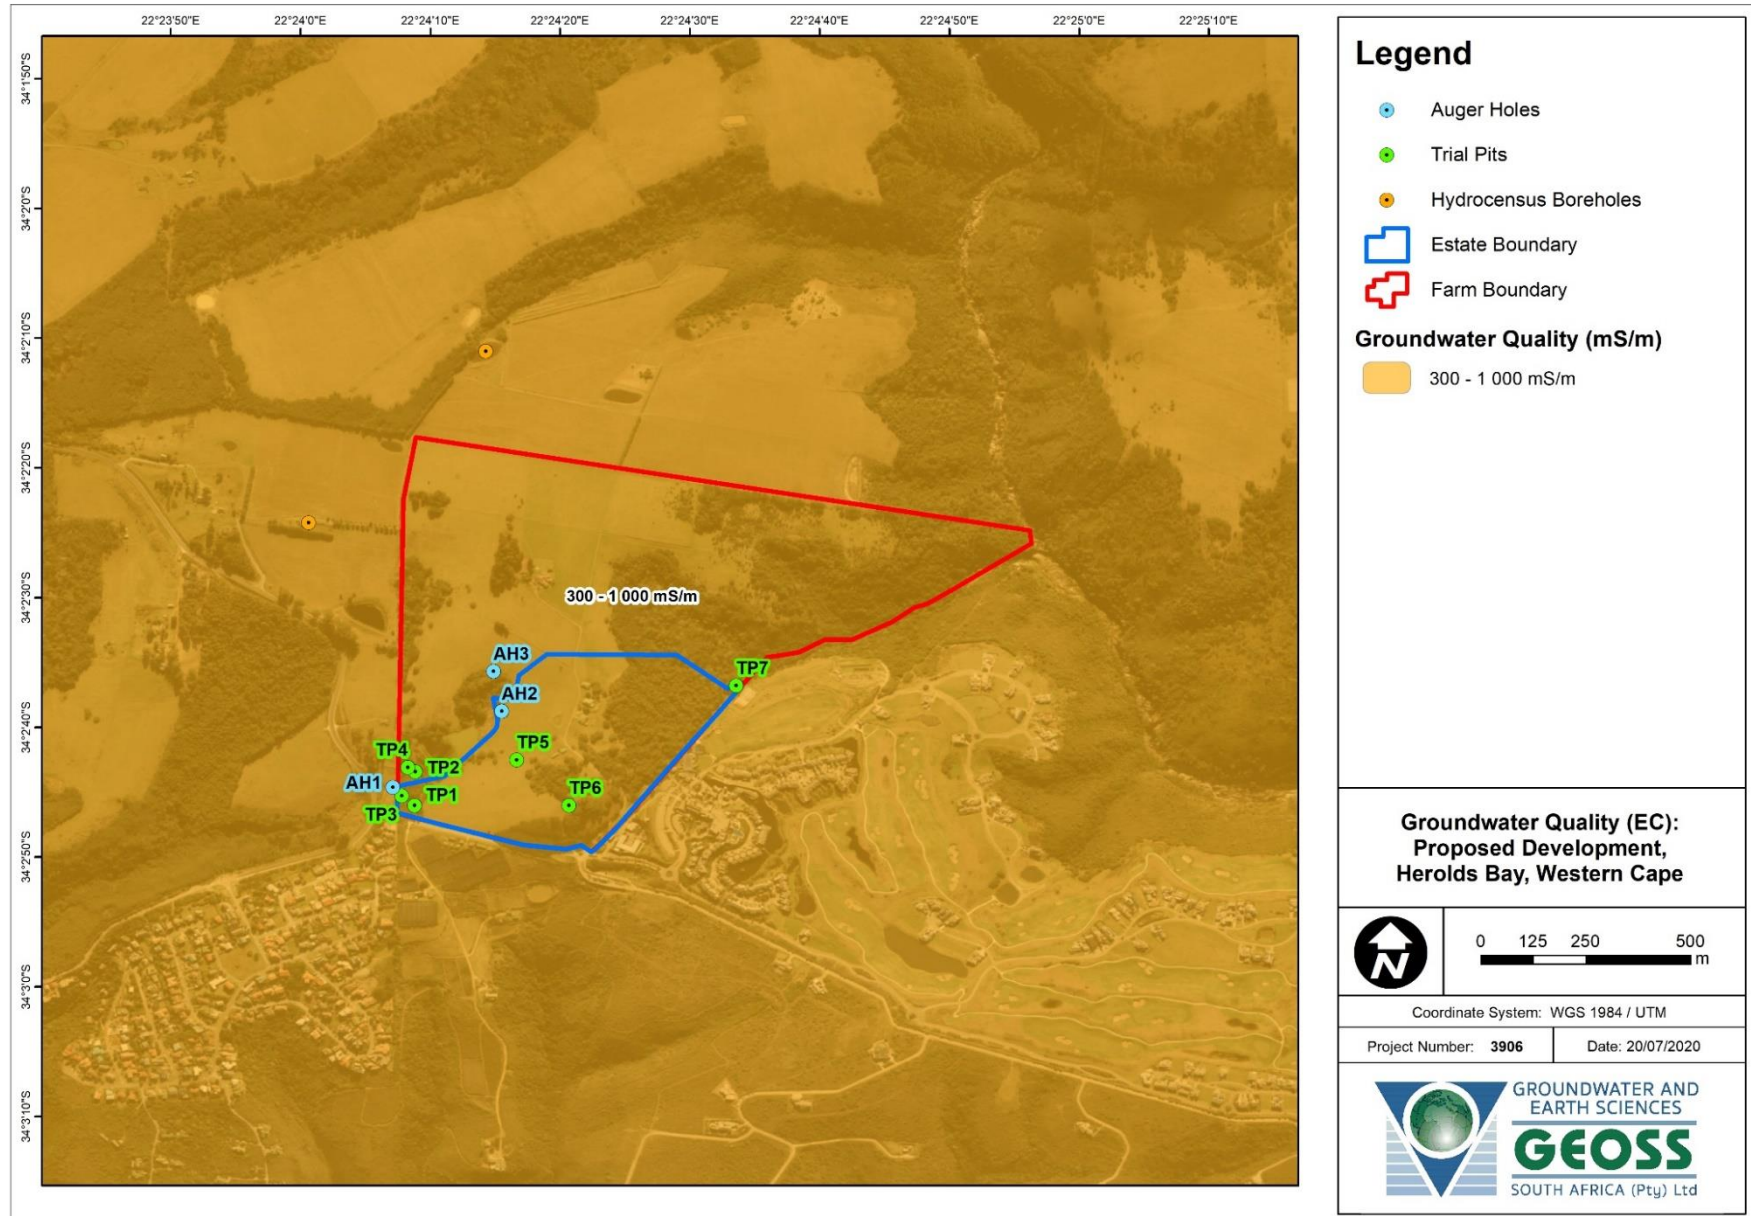 22°23'50"E
22°24'0"E
22°24'10"E
22°24'20"E
22°24'30"E
22°24'40"E
22°24'50"E
22°25'0"E
22°25'10"E
34°1'50"S
34°2'0"S
34°2'10"S
34°2'20"S
34°2'30"S
34°2'40"S
34°2'50"S
34°3'0"S
34°3'10"S
300 - 1 000 mS/m
AH3
AH2
TP7
TP5
TP4
TP2
AH1
TP1
TP6
TP3
Legend
Auger Holes
Trial Pits
Hydrocensus Boreholes
Estate Boundary
Farm Boundary
Groundwater Quality (mS/m)
300 - 1 000 mS/m
Groundwater Quality (EC):
Proposed Development,
Herolds Bay, Western Cape
N
0 125 250 500
m
Coordinate System: WGS 1984 / UTM
Project Number: 3906
Date: 20/07/2020
GROUNDWATER AND
EARTH SCIENCES
GEOSS
SOUTH AFRICA (Pty) Ltd